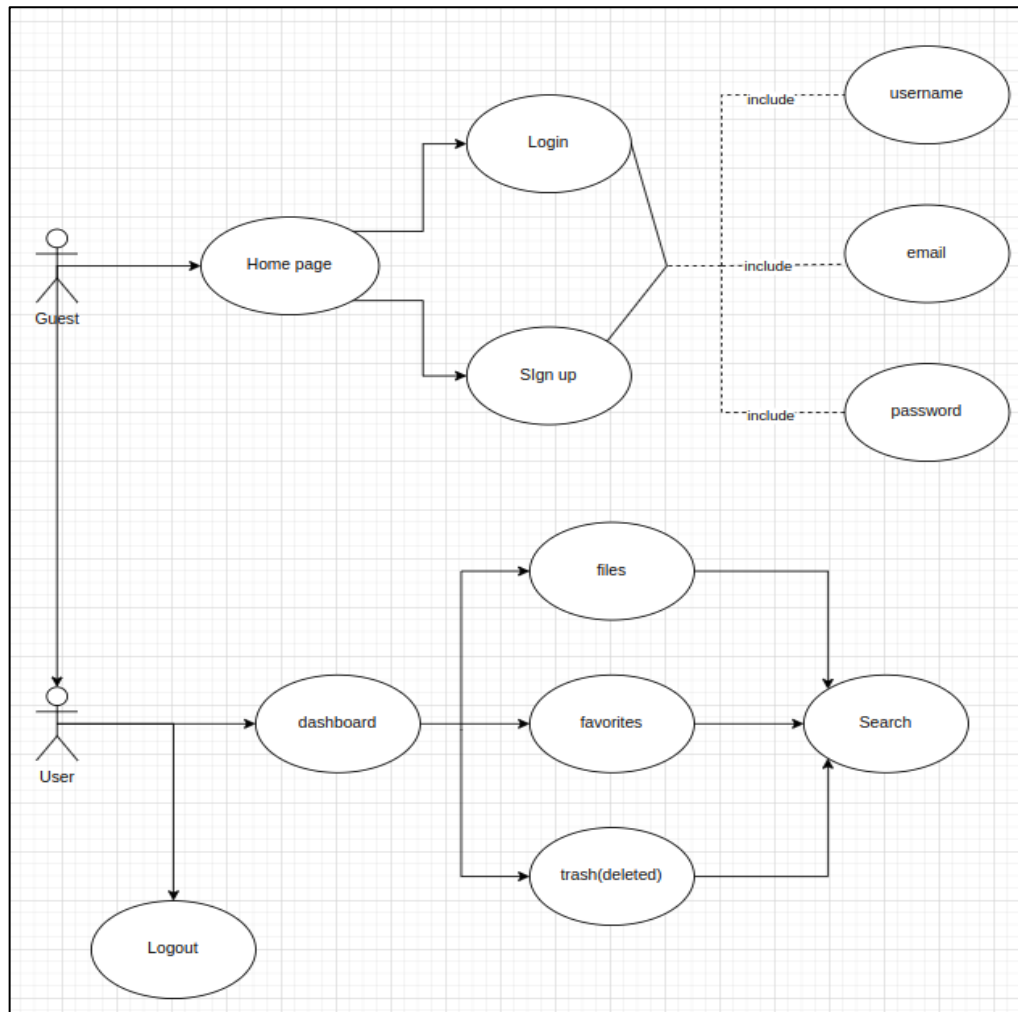 username
include
Login
email
Home page
include
Guest
SIgn up
password
include
files
dashboard
favorites
Search
User
trash(deleted)
Logout